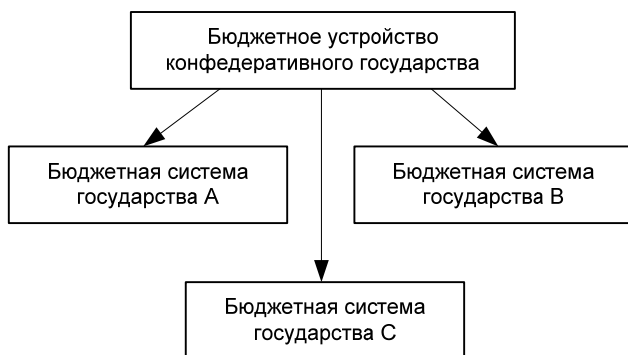 Бюджетное устройство
конфедеративного государства
Бюджетная система
государства А
Бюджетная система
государства В
Бюджетная система
государства С